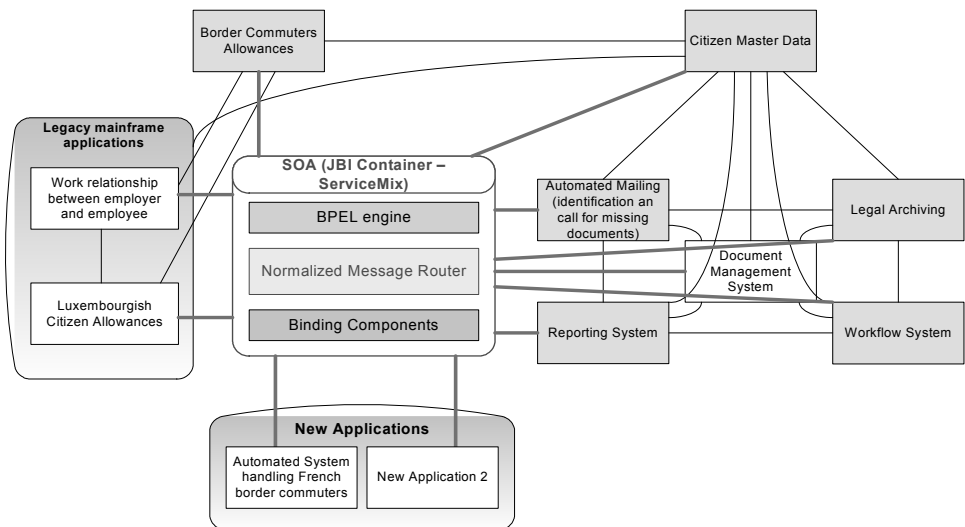 Border Commuters
Allowances
Citizen Master Data
Legacy mainframe
applications
Work relationship
between employer
and employee
Luxembourgish
Citizen Allowances
SOA (JBI Container –
ServiceMix)
BPEL engine
Normalized Message Router
Binding Components
Automated Mailing
(identification an
call for missing
documents)
Legal Archiving
Document
Management
System
Reporting System
Workflow System
New Applications
Automated System
handling French
border commuters
New Application 2